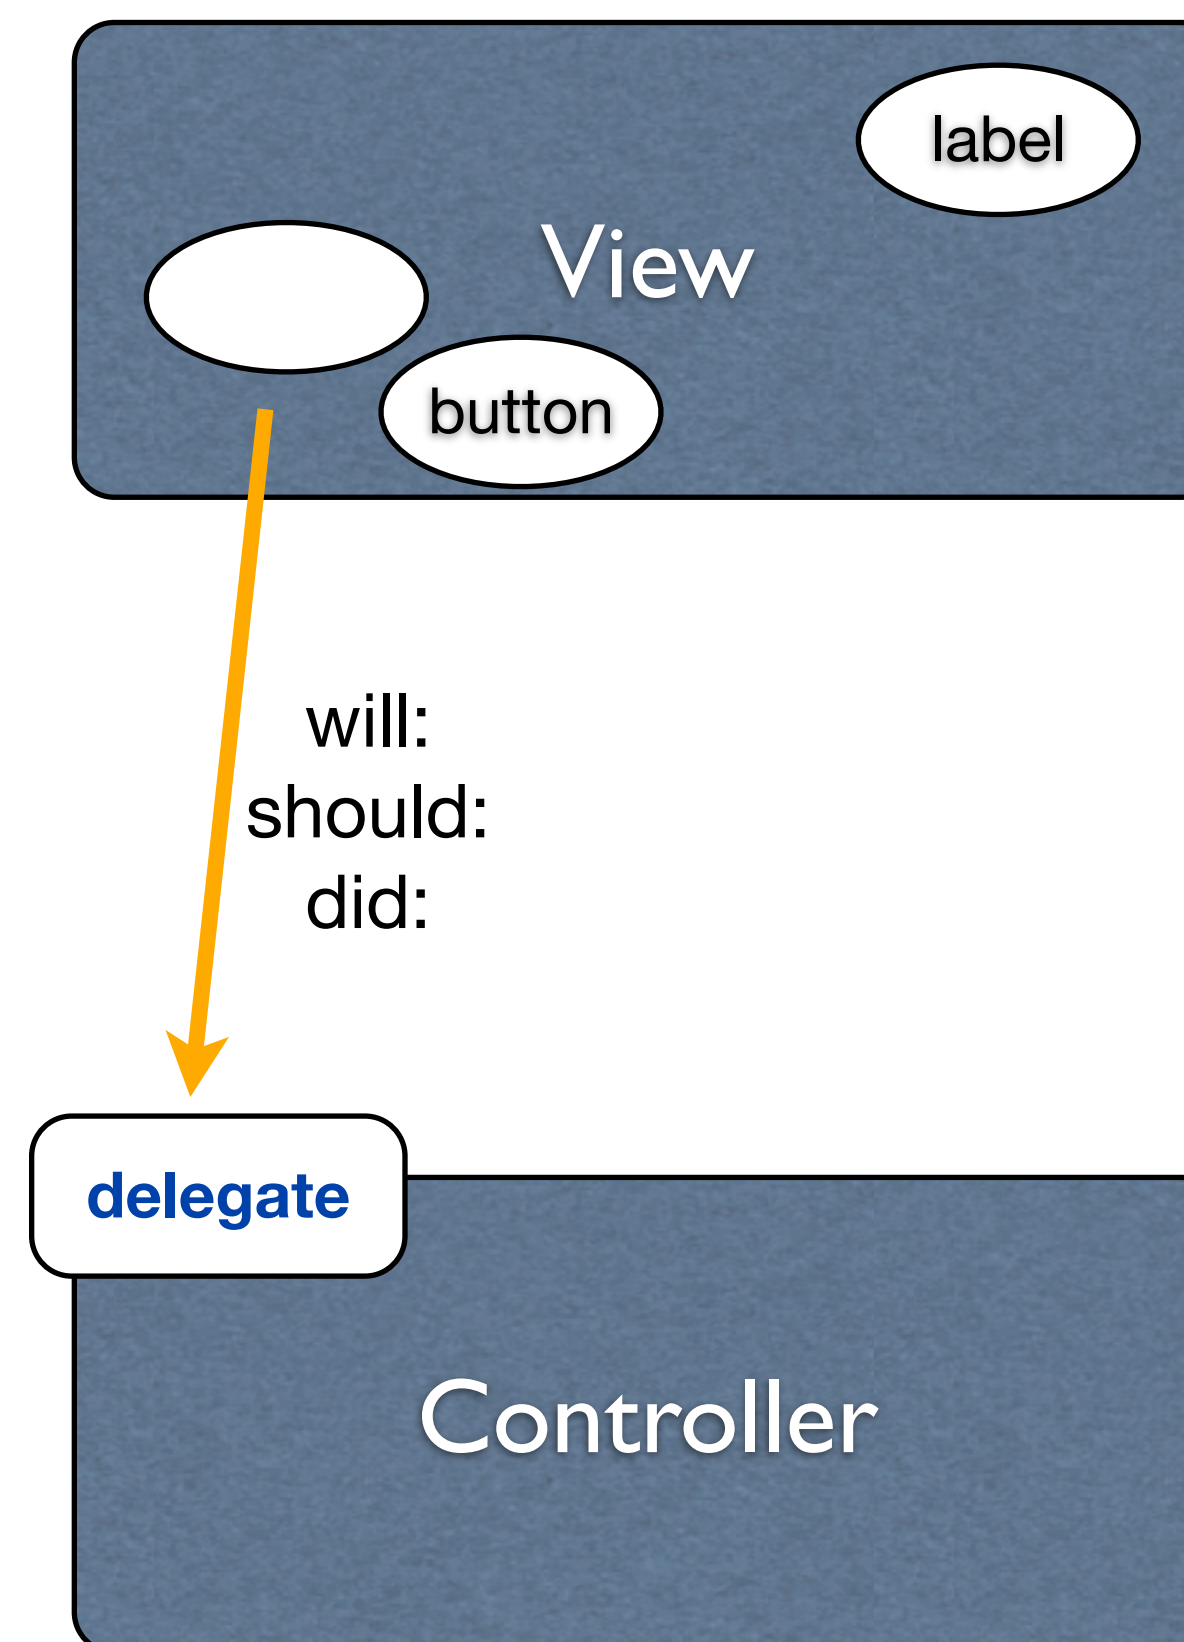 label
View
button
will:
should:
did:
delegate
Controller